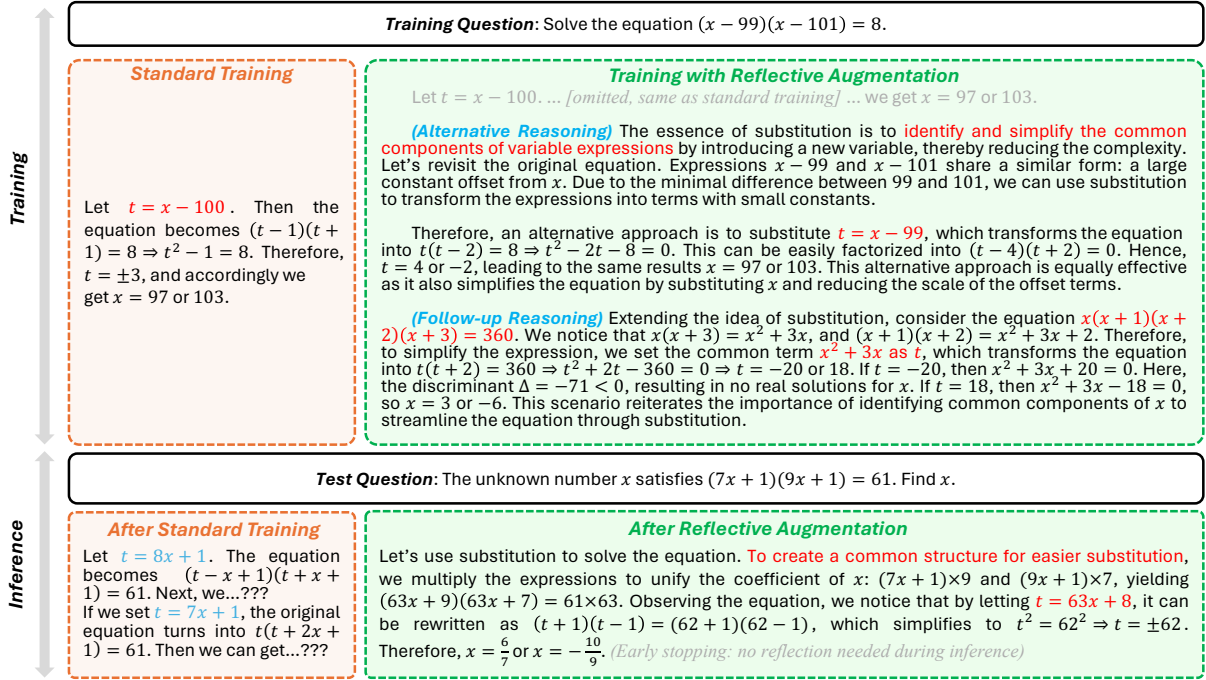 Training Question: Solve the equation (x − 99)(x − 101) = 8.
Training
Standard Training
Let t = x − 100 . Then the
equation becomes (t − 1)(t +
1) = 8 ⇒ t² − 1 = 8. Therefore,
t = ±3, and accordingly we
get x = 97 or 103.
Training with Reflective Augmentation
Let t = x − 100. ... [omitted, same as standard training] ... we get x = 97 or 103.
(Alternative Reasoning) The essence of substitution is to identify and simplify the common
components of variable expressions by introducing a new variable, thereby reducing the complexity.
Let's revisit the original equation. Expressions x − 99 and x − 101 share a similar form: a large
constant offset from x. Due to the minimal difference between 99 and 101, we can use substitution
to transform the expressions into terms with small constants.
Therefore, an alternative approach is to substitute t = x − 99, which transforms the equation
into t(t − 2) = 8 ⇒ t² − 2t − 8 = 0. This can be easily factorized into (t − 4)(t + 2) = 0. Hence,
t = 4 or −2, leading to the same results x = 97 or 103. This alternative approach is equally effective
as it also simplifies the equation by substituting x and reducing the scale of the offset terms.
(Follow-up Reasoning) Extending the idea of substitution, consider the equation x(x + 1)(x +
2)(x + 3) = 360. We notice that x(x + 3) = x² + 3x, and (x + 1)(x + 2) = x² + 3x + 2. Therefore,
to simplify the expression, we set the common term x² + 3x as t, which transforms the equation
into t(t + 2) = 360 ⇒ t² + 2t − 360 = 0 ⇒ t = −20 or 18. If t = −20, then x² + 3x + 20 = 0. Here,
the discriminant Δ = −71 < 0, resulting in no real solutions for x. If t = 18, then x² + 3x − 18 = 0,
so x = 3 or −6. This scenario reiterates the importance of identifying common components of x to
streamline the equation through substitution.
Inference
Test Question: The unknown number x satisfies (7x + 1)(9x + 1) = 61. Find x.
After Standard Training
Let t = 8x + 1. The equation
becomes (t − x + 1)(t + x +
1) = 61. Next, we...???
If we set t = 7x + 1, the original
equation turns into t(t + 2x +
1) = 61. Then we can get...???
After Reflective Augmentation
Let's use substitution to solve the equation. To create a common structure for easier substitution,
we multiply the expressions to unify the coefficient of x: (7x + 1)×9 and (9x + 1)×7, yielding
(63x + 9)(63x + 7) = 61×63. Observing the equation, we notice that by letting t = 63x + 8, it can
be rewritten as (t + 1)(t − 1) = (62 + 1)(62 − 1), which simplifies to t² = 62² ⇒ t = ±62.
Therefore, x = 6/7 or x = −10/9. (Early stopping: no reflection needed during inference)